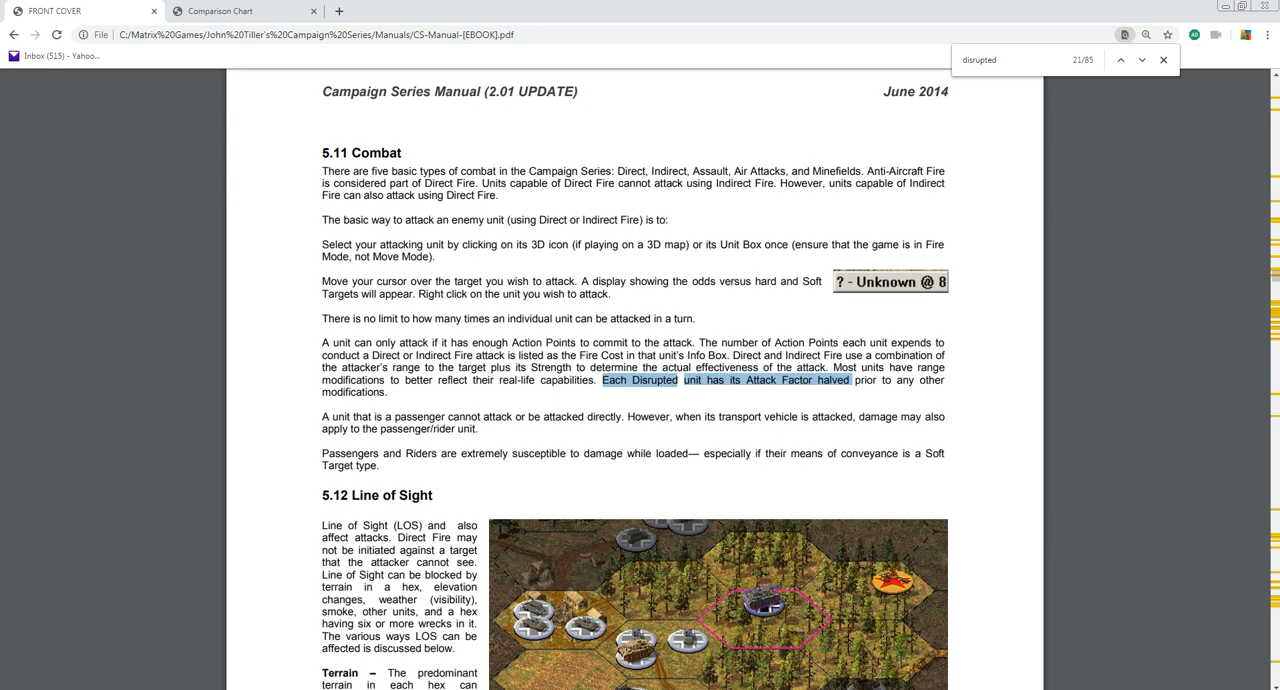 FRONT COVER
Comparison Chart
File
C:/Matrix%20Games/John%20Tiller's%20Campaign%20Series/Manuals/CS-Manual-[EBOOK].pdf
Inbox (515) - Yahoo...
disrupted
21/85
Campaign Series Manual (2.01 UPDATE)
June 2014
5.11 Combat
There are five basic types of combat in the Campaign Series: Direct, Indirect, Assault, Air Attacks, and Minefields. Anti-Aircraft Fire
is considered part of Direct Fire. Units capable of Direct Fire cannot attack using Indirect Fire. However, units capable of Indirect
Fire can also attack using Direct Fire.
The basic way to attack an enemy unit (using Direct or Indirect Fire) is to:
Select your attacking unit by clicking on its 3D icon (if playing on a 3D map) or its Unit Box once (ensure that the game is in Fire
Mode, not Move Mode).
Move your cursor over the target you wish to attack. A display showing the odds versus hard and Soft
Targets will appear. Right click on the unit you wish to attack.
? - Unknown @ 8
There is no limit to how many times an individual unit can be attacked in a turn.
A unit can only attack if it has enough Action Points to commit to the attack. The number of Action Points each unit expends to
conduct a Direct or Indirect Fire attack is listed as the Fire Cost in that unit's Info Box. Direct and Indirect Fire use a combination of
the attacker's range to the target plus its Strength to determine the actual effectiveness of the attack. Most units have range
modifications to better reflect their real-life capabilities. Each Disrupted unit has its Attack Factor halved prior to any other
modifications.
A unit that is a passenger cannot attack or be attacked directly. However, when its transport vehicle is attacked, damage may also
apply to the passenger/rider unit.
Passengers and Riders are extremely susceptible to damage while loaded— especially if their means of conveyance is a Soft
Target type.
5.12 Line of Sight
Line of Sight (LOS) and also
affect attacks. Direct Fire may
not be initiated against a target
that the attacker cannot see.
Line of Sight can be blocked by
terrain in a hex, elevation
changes, weather (visibility),
smoke, other units, and a hex
having six or more wrecks in it.
The various ways LOS can be
affected is discussed below.
Terrain – The predominant
terrain in each hex can